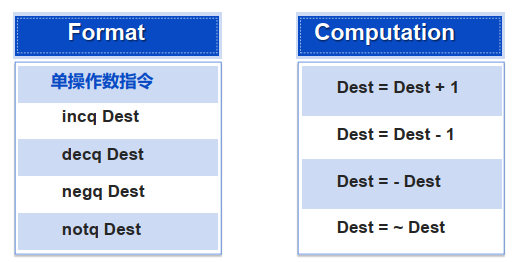 Format
单操作数指令
incq Dest
decq Dest
negq Dest
notq Dest
Computation
Dest = Dest + 1
Dest = Dest - 1
Dest = - Dest
Dest = ~ Dest